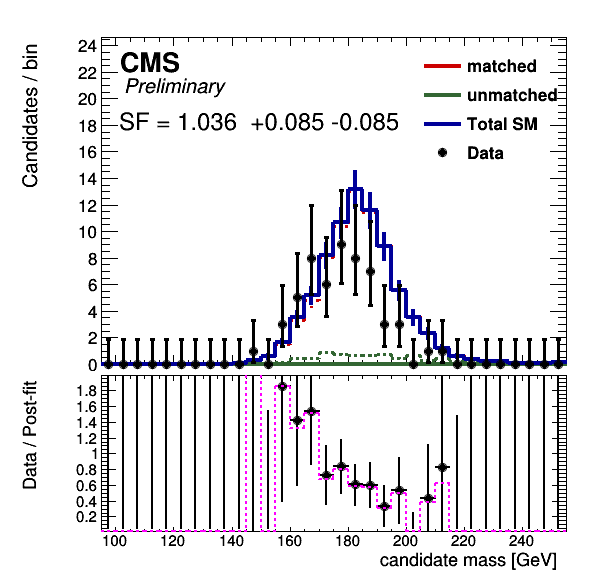 CMS
Preliminary
SF = 1.036 +0.085 -0.085
matched
unmatched
Total SM
Data
Candidates / bin
24
22
20
18
16
14
12
10
8
6
4
2
0
Data / Post-fit
1.8
1.6
1.4
1.2
1
0.8
0.6
0.4
0.2
100 120 140 160 180 200 220 240
candidate mass [GeV]